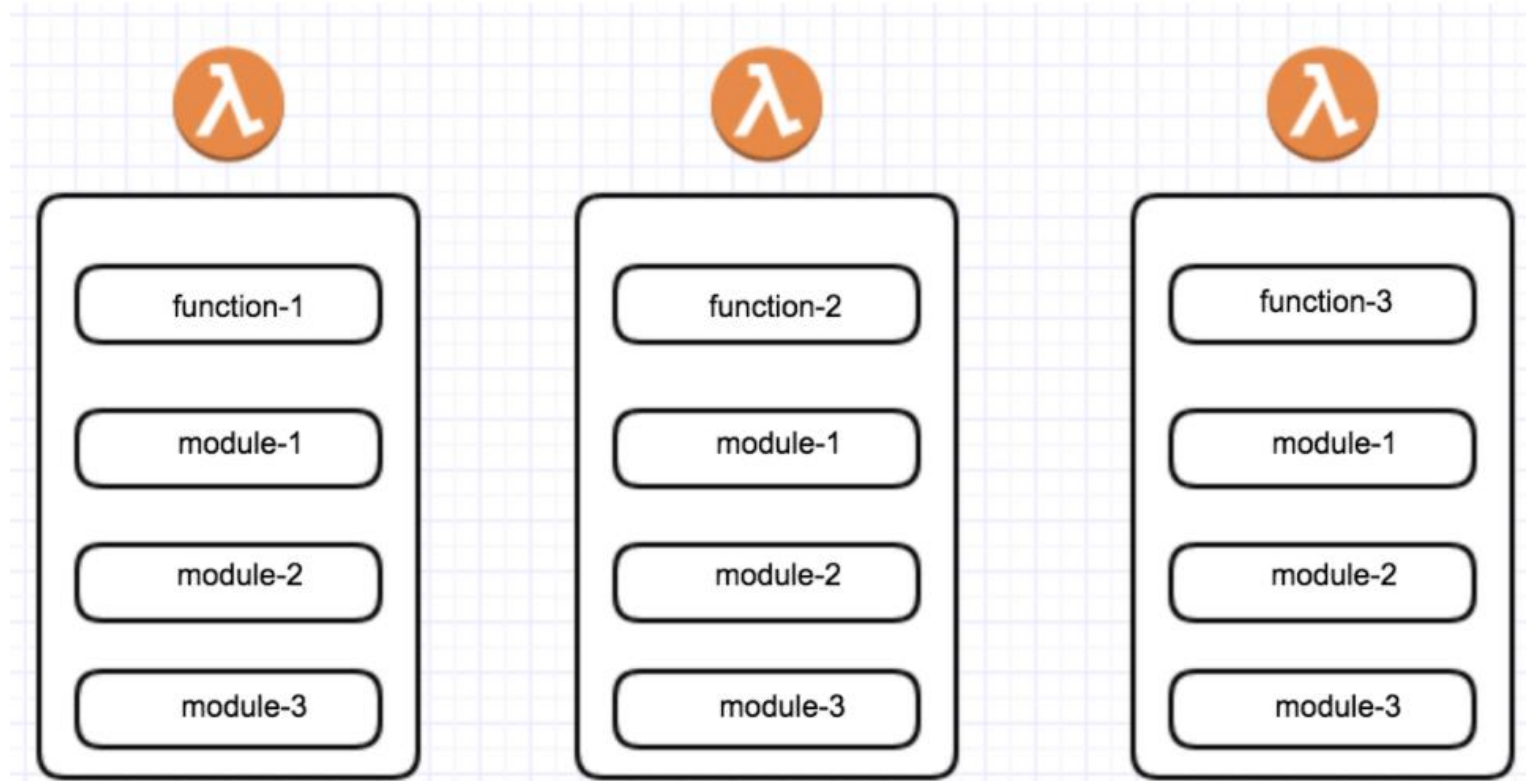 λ
λ
λ
function-1
module-1
module-2
module-3
function-2
module-1
module-2
module-3
function-3
module-1
module-2
module-3